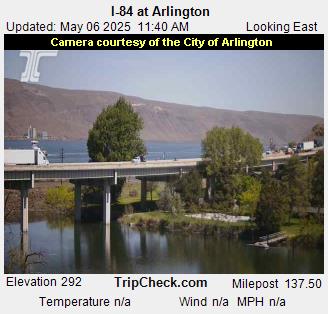 I-84 at Arlington
Updated: May 06 2025 11:40 AM Looking East
Camera courtesy of the City of Arlington
Elevation 292 TripCheck.com Milepost 137.50
Temperature n/a Wind n/a MPH n/a